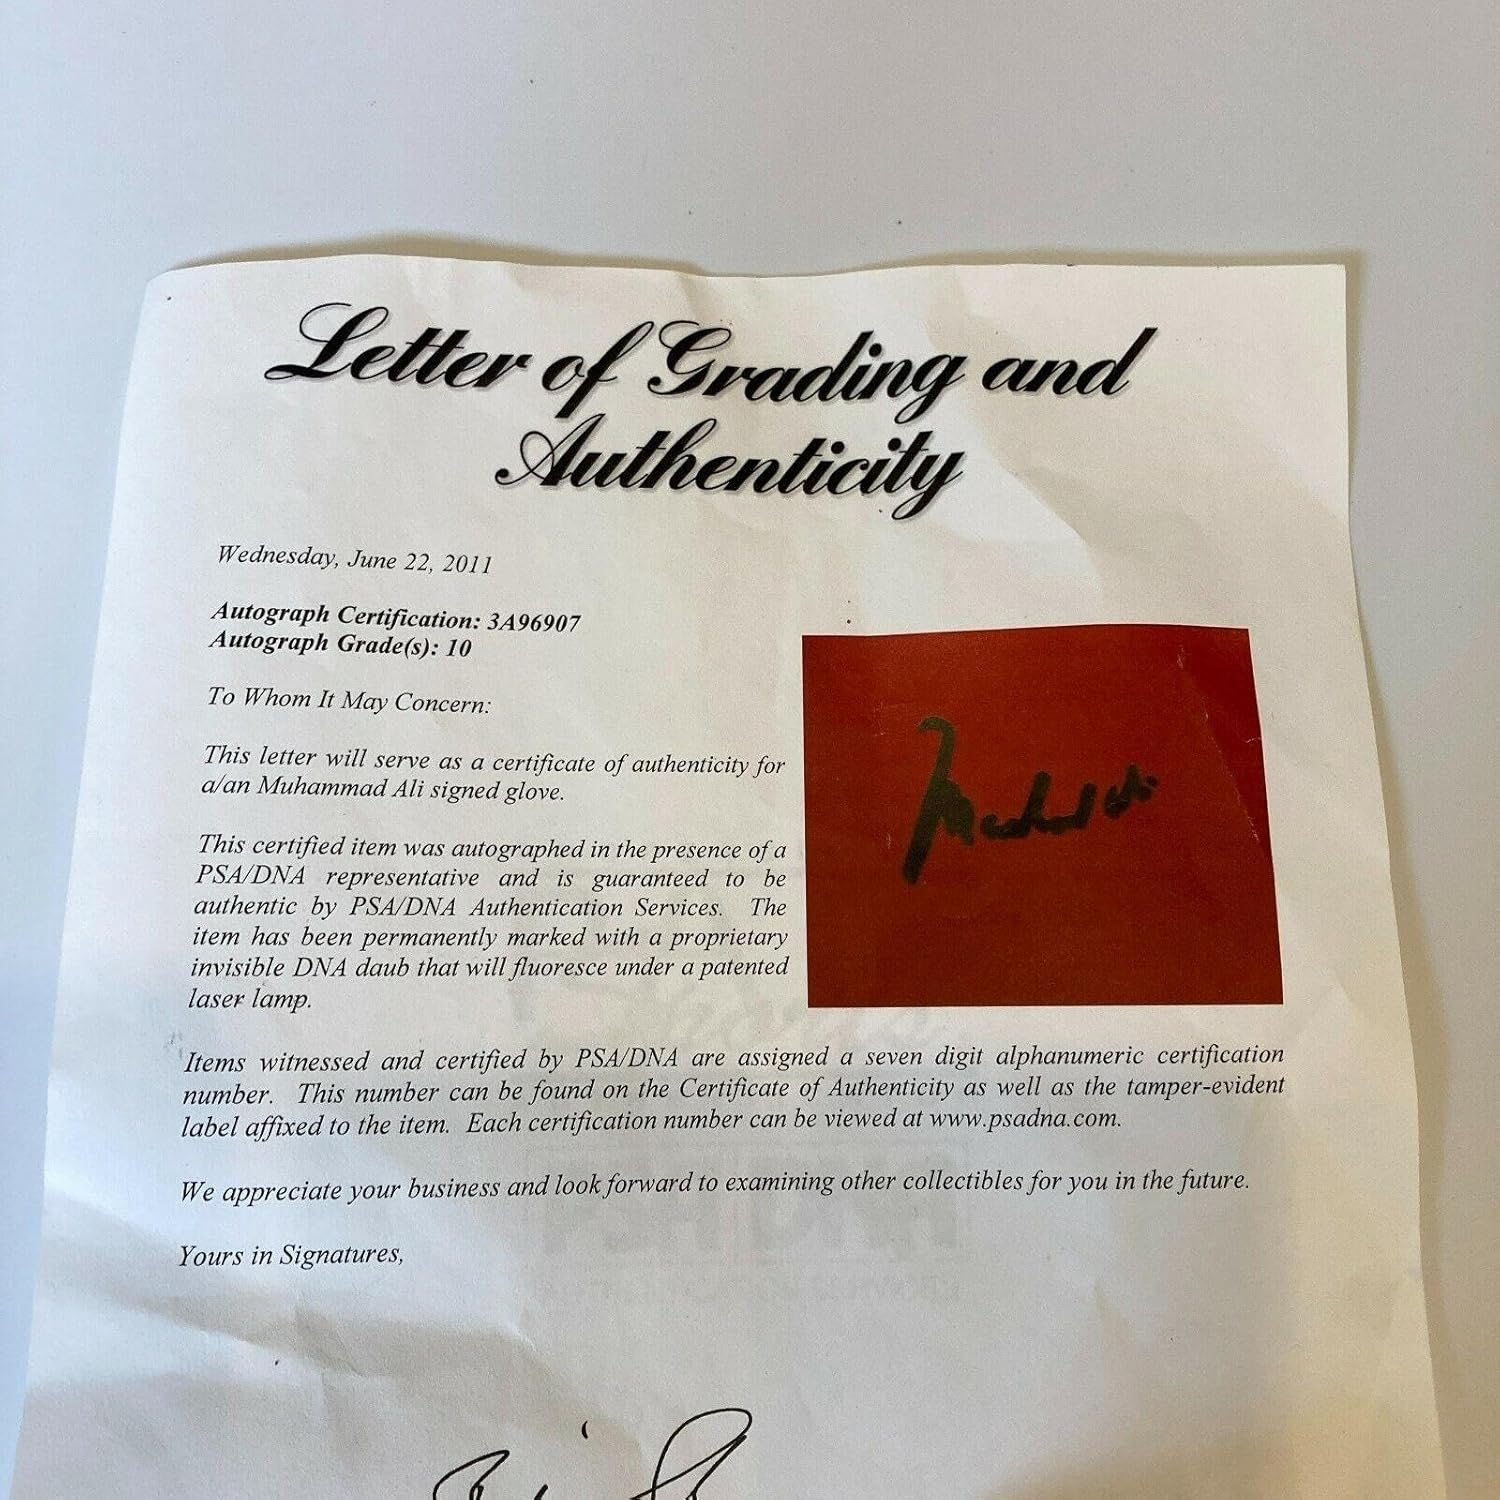 Letter of Grading and
Authenticity
Wednesday, June 22, 2011
Autograph Certification: 3A96907
Autograph Grade(s): 10
To Whom It May Concern:
This letter will serve as a certificate of authenticity for
a/an Muhammad Ali signed glove.
This certified item was autographed in the presence of a
PSA/DNA representative and is guaranteed to be
authentic by PSA/DNA Authentication Services. The
item has been permanently marked with a proprietary
invisible DNA daub that will fluoresce under a patented
laser lamp.
Items witnessed and certified by PSA/DNA are assigned a seven digit alphanumeric certification
number. This number can be found on the Certificate of Authenticity as well as the tamper-evident
label affixed to the item. Each certification number can be viewed at www.psadna.com.
We appreciate your business and look forward to examining other collectibles for you in the future.
Yours in Signatures,